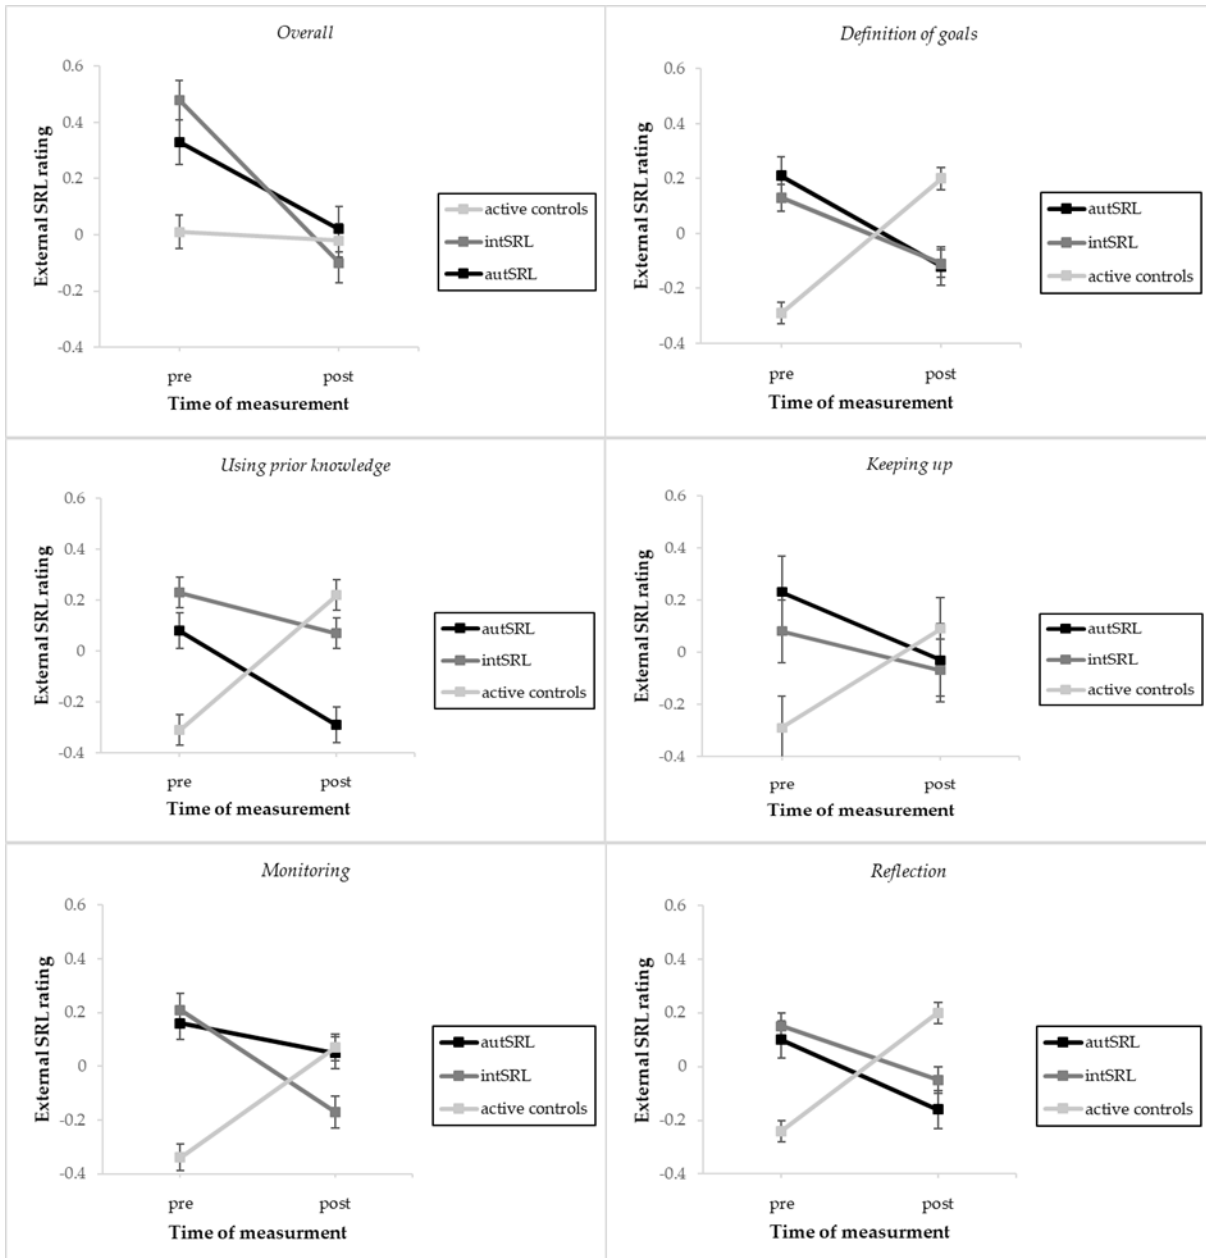 Overall
External SRL rating
0.6
0.4
0.2
0
-0.2
-0.4
pre
post
Time of measurement
active controls
intSRL
autSRL
Definition of goals
External SRL rating
0.6
0.4
0.2
0
-0.2
-0.4
pre
post
Time of measurement
autSRL
intSRL
active controls
Using prior knowledge
External SRL rating
0.6
0.4
0.2
0
-0.2
-0.4
pre
post
Time of measurement
autSRL
intSRL
active controls
Keeping up
External SRL rating
0.6
0.4
0.2
0
-0.2
-0.4
pre
post
Time of measurement
autSRL
intSRL
active controls
Monitoring
External SRL rating
0.6
0.4
0.2
0
-0.2
-0.4
pre
post
Time of measurment
autSRL
intSRL
active controls
Reflection
External SRL rating
0.6
0.4
0.2
0
-0.2
-0.4
pre
post
Time of measurmement
autSRL
intSRL
active controls